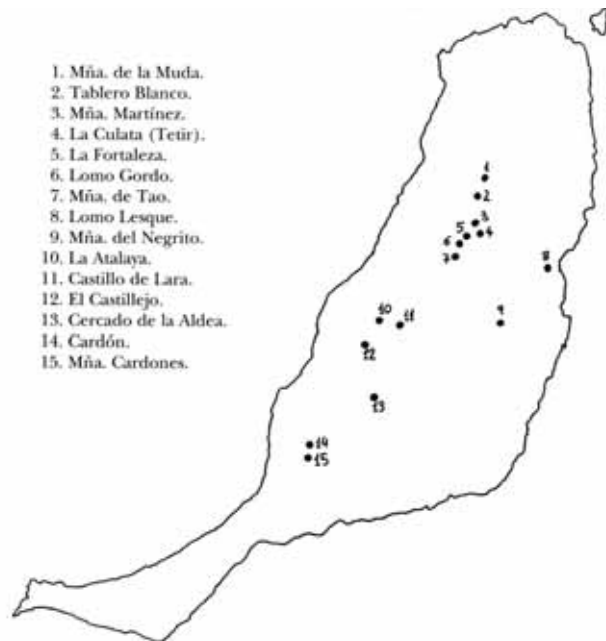 1. Mña. de la Muda.
2. Tablero Blanco.
3. Mña. Martínez.
4. La Culata (Tetir).
5. La Fortaleza.
6. Lomo Gordo.
7. Mña. de Tao.
8. Lomo Lesque.
9. Mña. del Negrito.
10. La Atalaya.
11. Castillo de Lara.
12. El Castillejo.
13. Cercado de la Aldea.
14. Cardón.
15. Mña. Cardones.
1
2
3
5 4
6
7
8
10 11 9
12
13
14
15